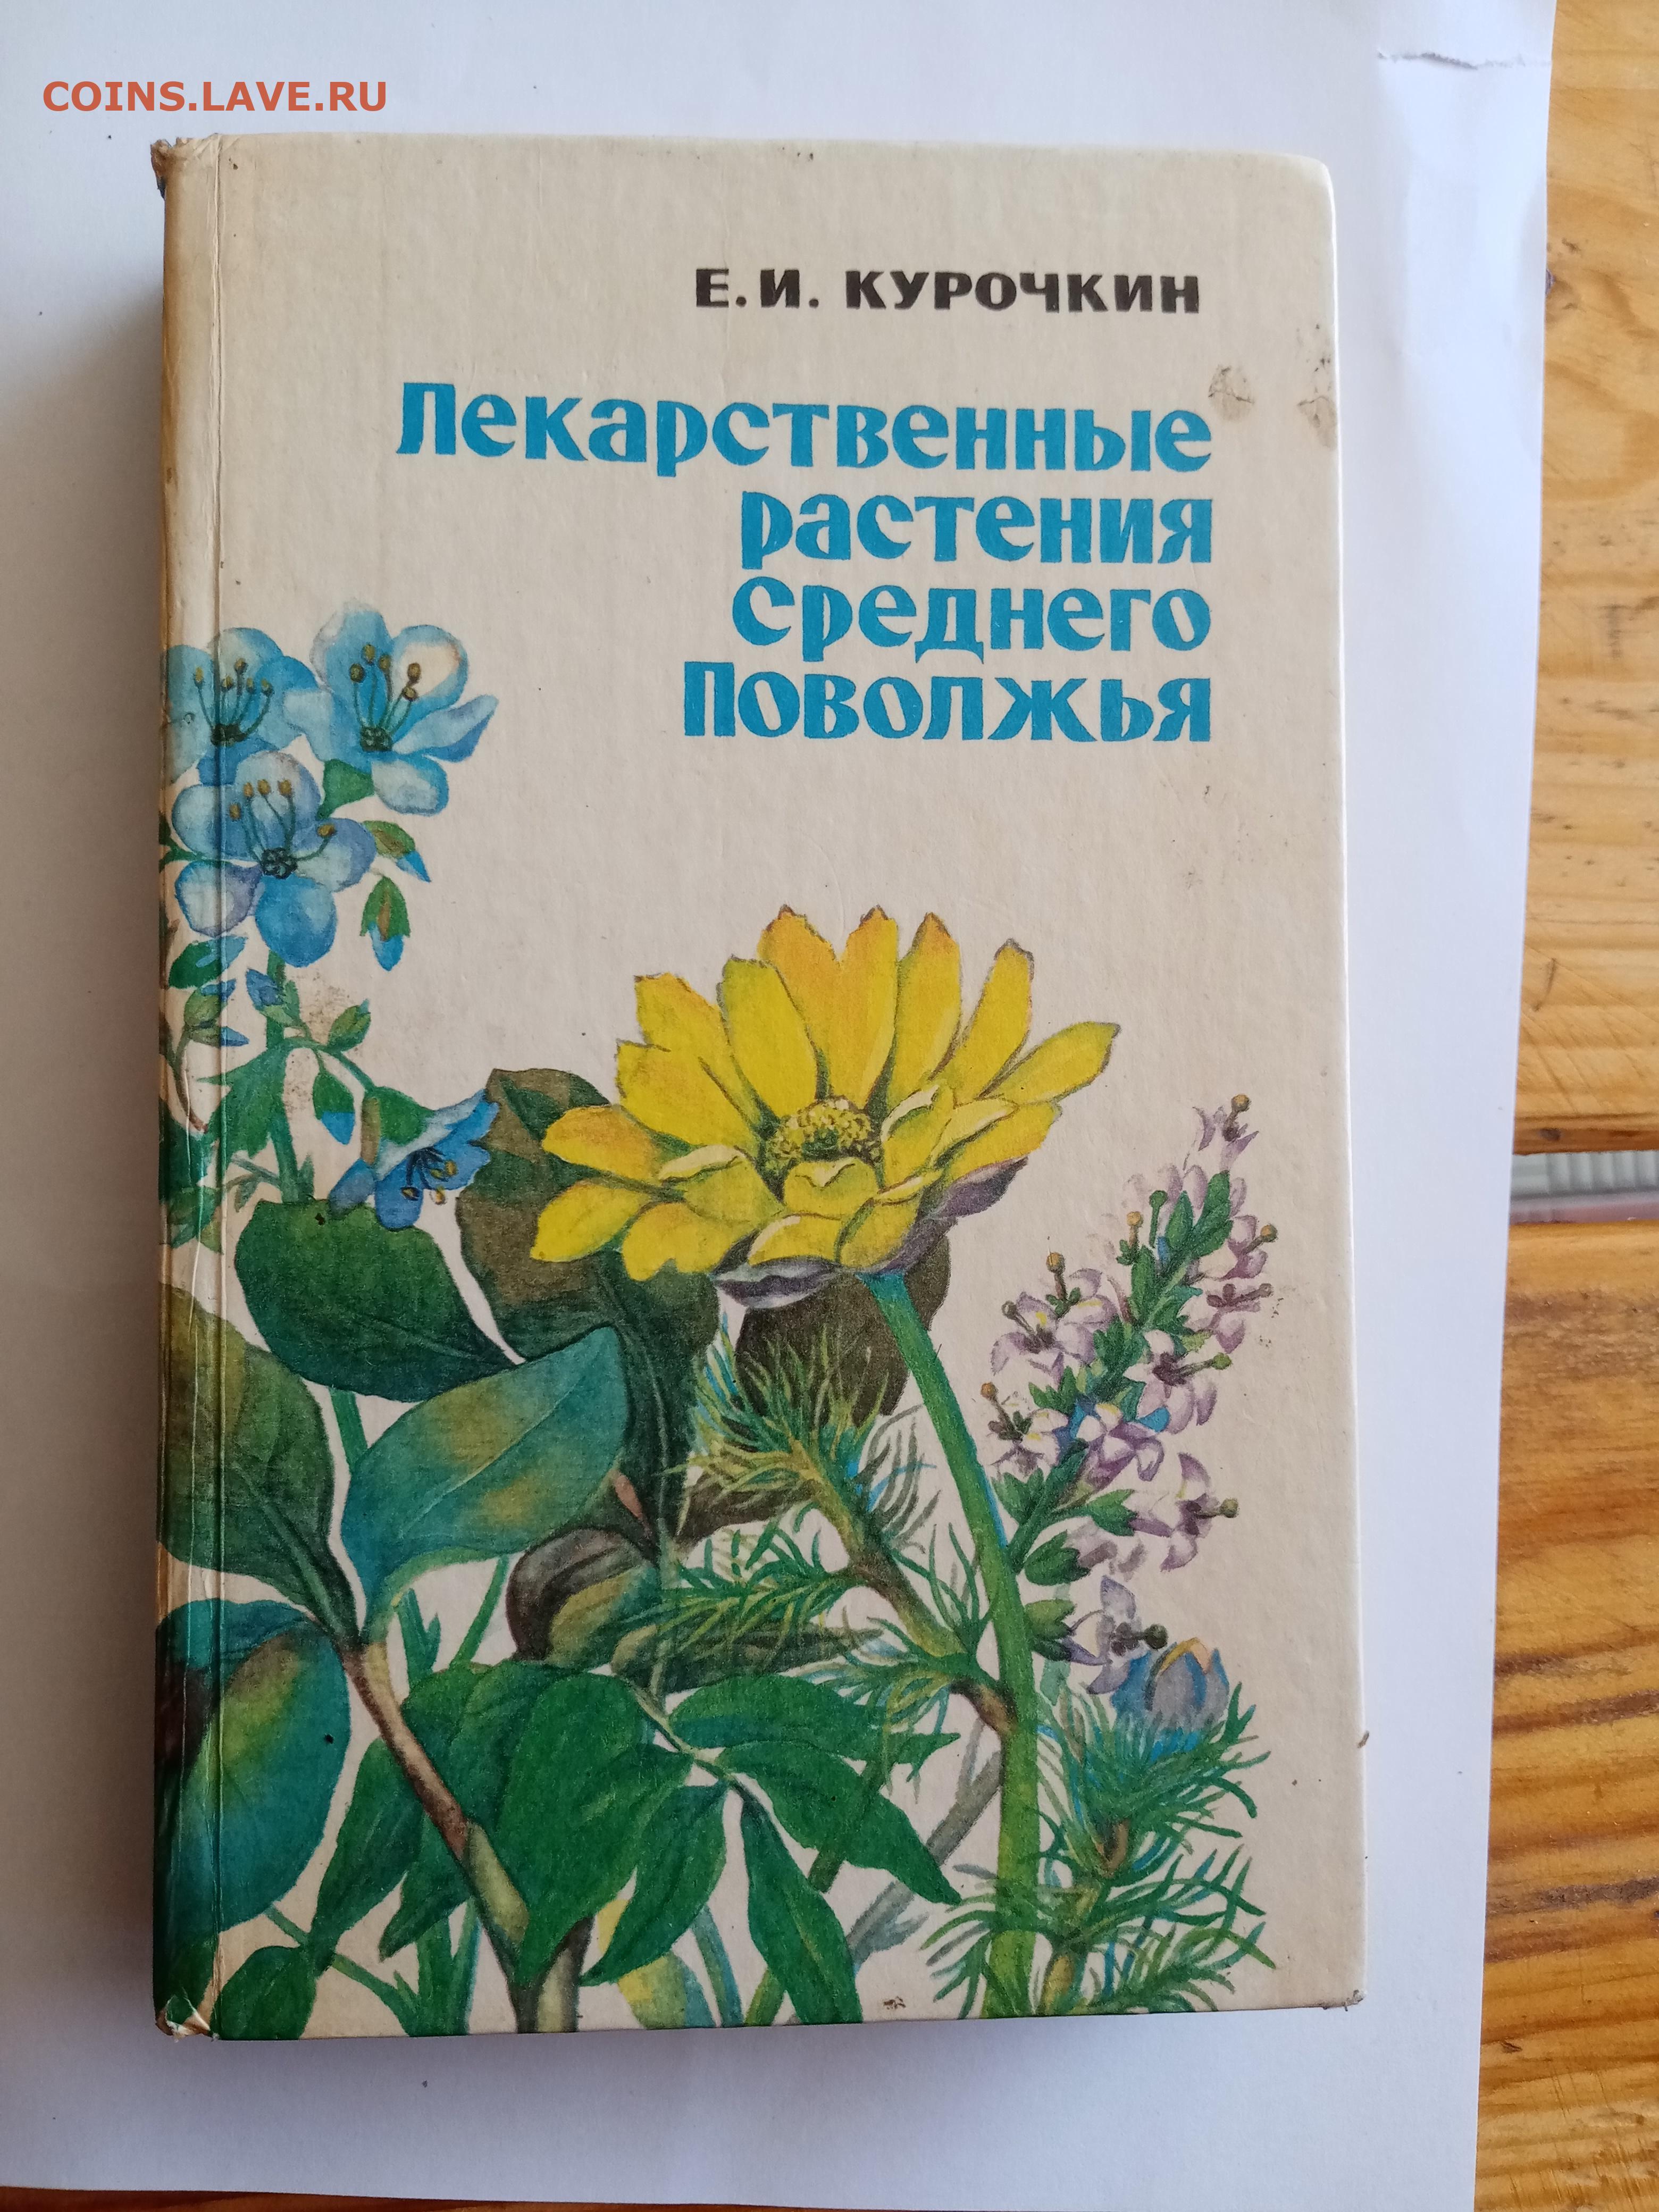 COINS.LAVE.RU
Е.И. КУРОЧКИН
Лекарственные
растения
среднего
Поволжья